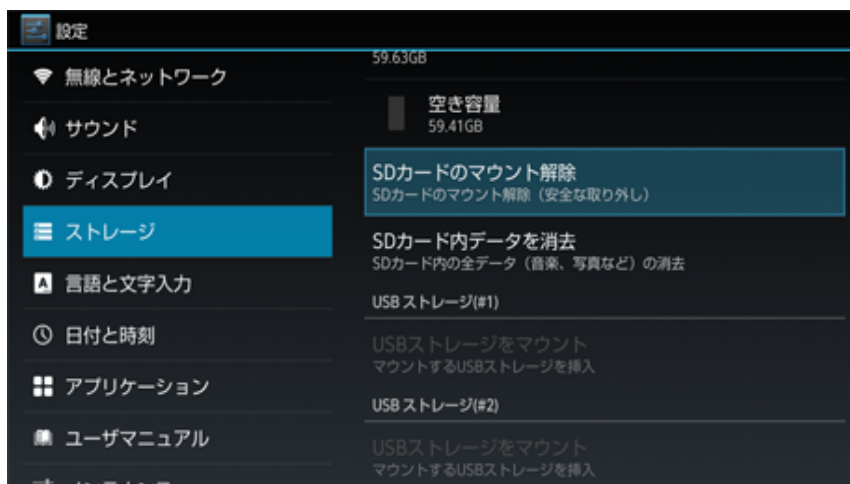 設定
無線とネットワーク
サウンド
ディスプレイ
ストレージ
言語と文字入力
日付と時刻
アプリケーション
ユーザマニュアル
59.63GB
空き容量
59.41GB
SDカードのマウント解除
SDカードのマウント解除（安全な取り外し）
SDカード内データを消去
SDカード内の全データ（音楽、写真など）の消去
USB ストレージ(#1)
USBストレージをマウント
マウントするUSBストレージを挿入
USB ストレージ(#2)
USBストレージをマウント
マウントするUSBストレージを挿入